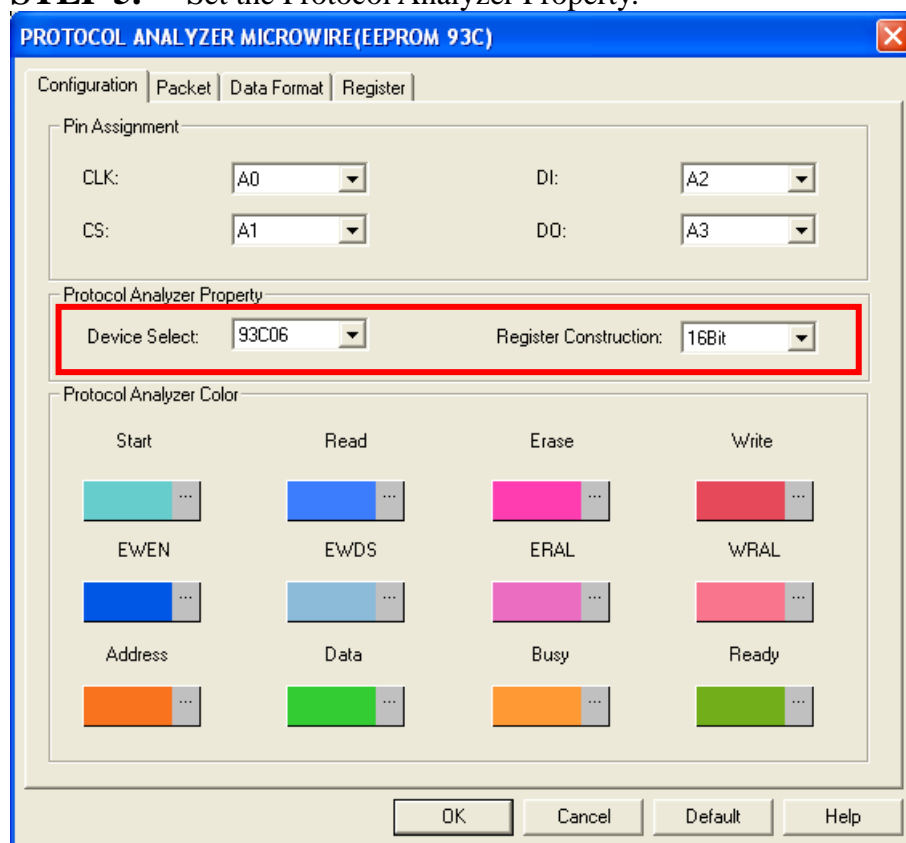 STEP 3. Set the Protocol Analyzer Property.
PROTOCOL ANALYZER MICROWIRE(EEPROM 93C)
Configuration Packet Data Format Register
Pin Assignment
CLK: A0 DI: A2
CS: A1 DO: A3
Protocol Analyzer Property
Device Select: 93C06 Register Construction: 16Bit
Protocol Analyzer Color
Start Read Erase Write
... ... ... ...
EWEN EWDS ERAL WRAL
... ... ... ...
Address Data Busy Ready
... ... ... ...
OK Cancel Default Help